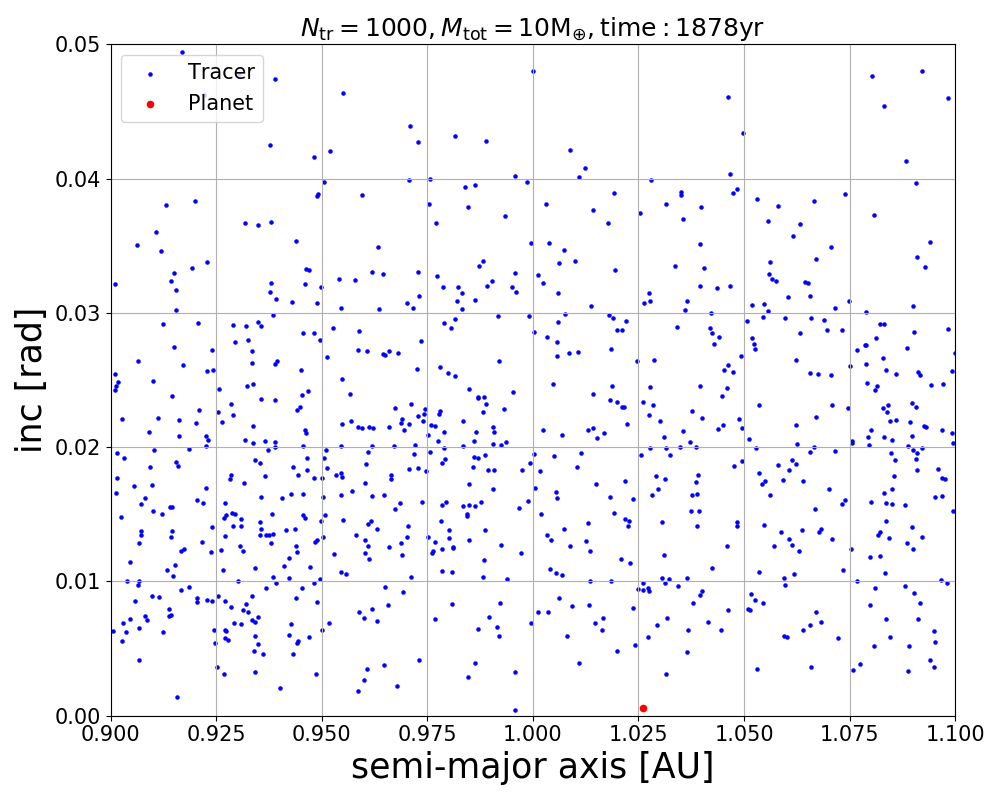 N_tr = 1000, M_tot = 10M_⊕, time : 1878yr
Tracer
Planet
inc [rad]
0.05
0.04
0.03
0.02
0.01
0.00
0.900 0.925 0.950 0.975 1.000 1.025 1.050 1.075 1.100
semi-major axis [AU]